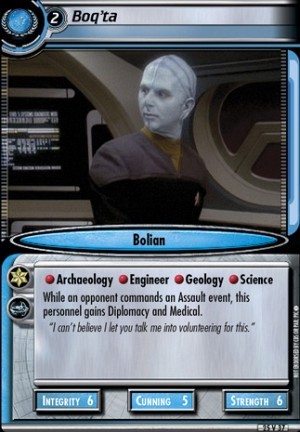 2 Boq'ta
Bolian
Archaeology Engineer Geology Science
While an opponent commands an Assault event, this
personnel gains Diplomacy and Medical.
"I can't believe I let you talk me into volunteering for this."
INTEGRITY 6 CUNNING 5 STRENGTH 6